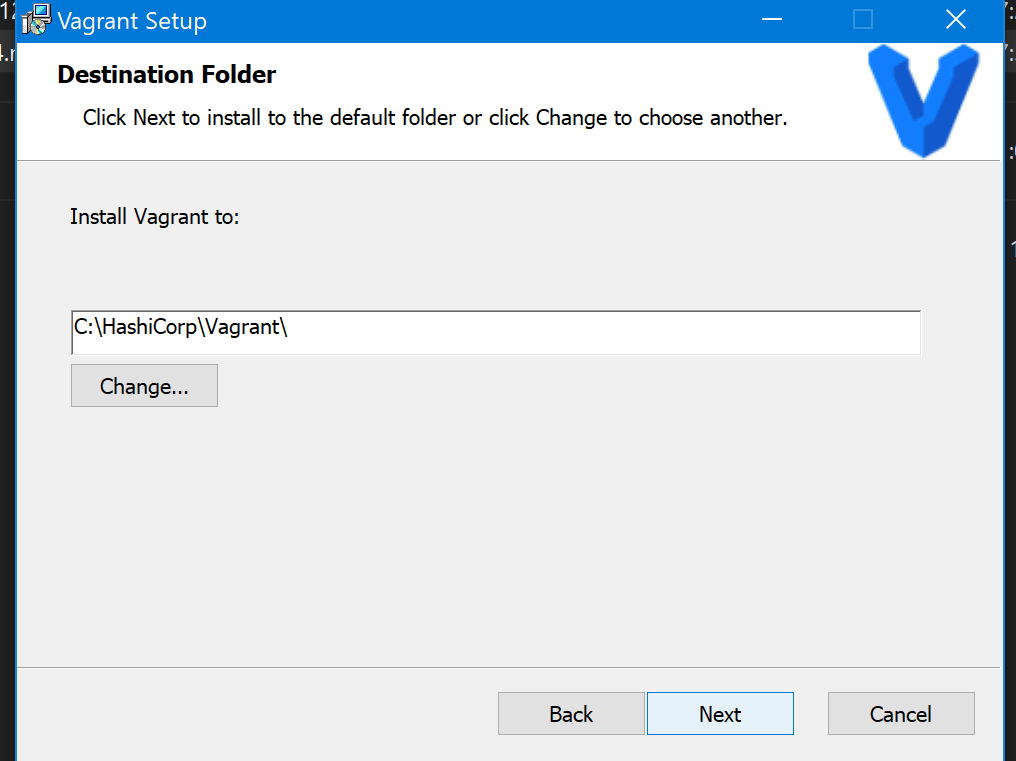 Vagrant Setup
Destination Folder
Click Next to install to the default folder or click Change to choose another.
Install Vagrant to:
C:\HashiCorp\Vagrant\
Change...
Back
Next
Cancel